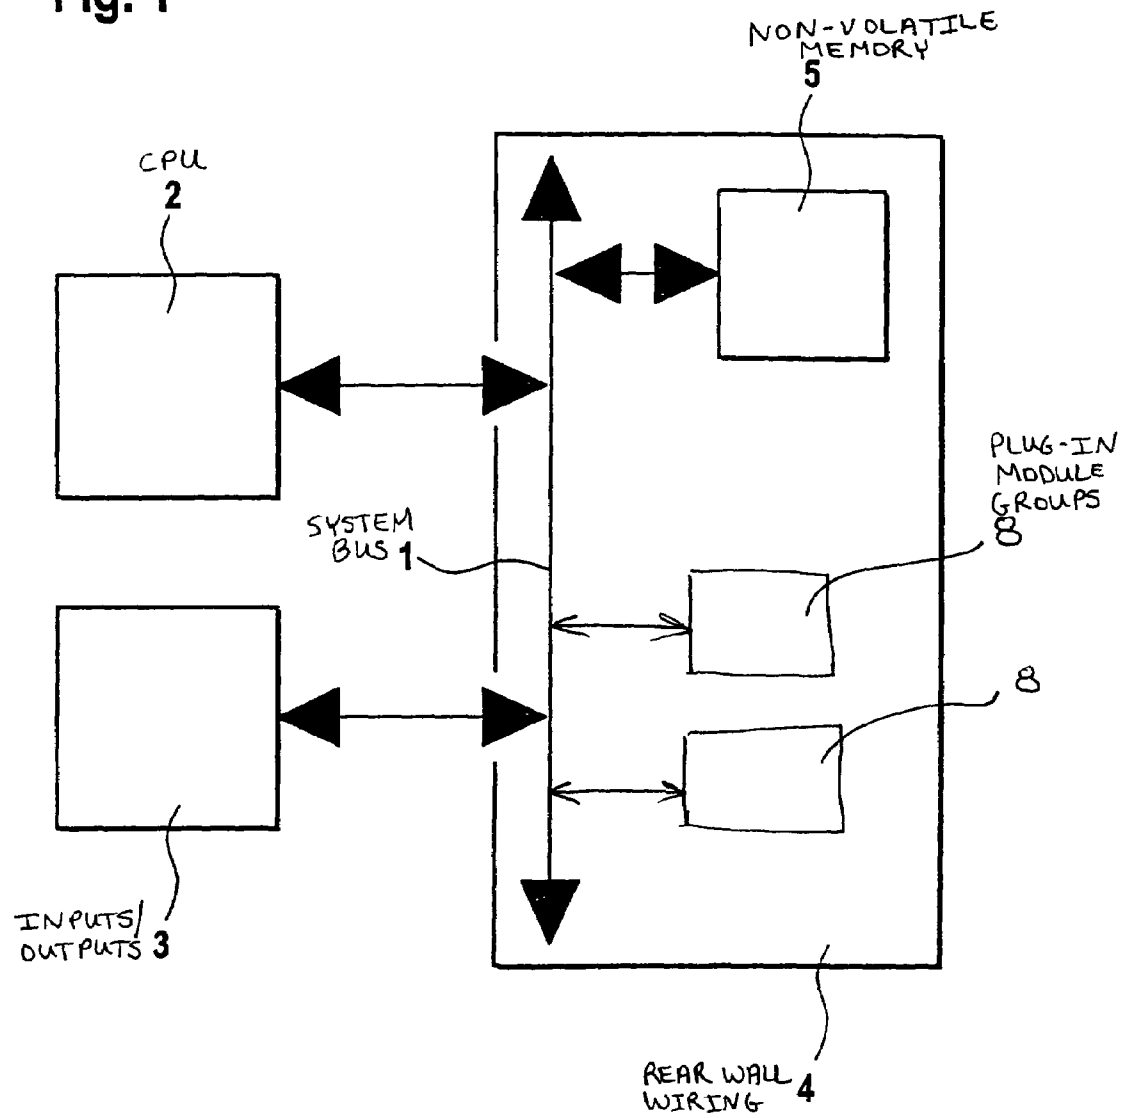 Fig. 1
NON-VOLATILE
MEMORY
5
CPU
2
PLUG-IN
MODULE
GROUPS
8
SYSTEM
BUS 1
8
INPUTS/
OUTPUTS 3
REAR WALL 4
WIRING